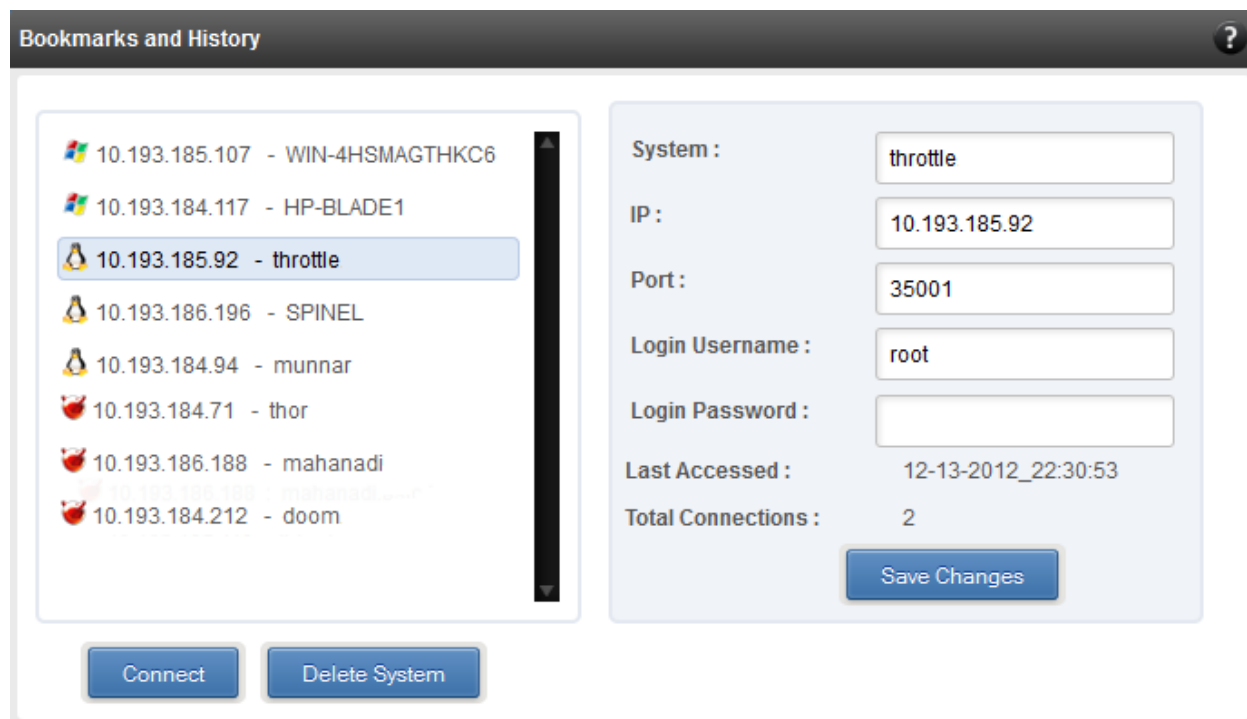 Bookmarks and History
?
10.193.185.107 - WIN-4HSMAGTHKC6
10.193.184.117 - HP-BLADE1
10.193.185.92 - throttle
10.193.186.196 - SPINEL
10.193.184.94 - munnar
10.193.184.71 - thor
10.193.186.188 - mahanadi
10.193.184.212 - doom
Connect
Delete System
System :
throttle
IP :
10.193.185.92
Port :
35001
Login Username :
root
Login Password :
Last Accessed :
12-13-2012_22:30:53
Total Connections :
2
Save Changes